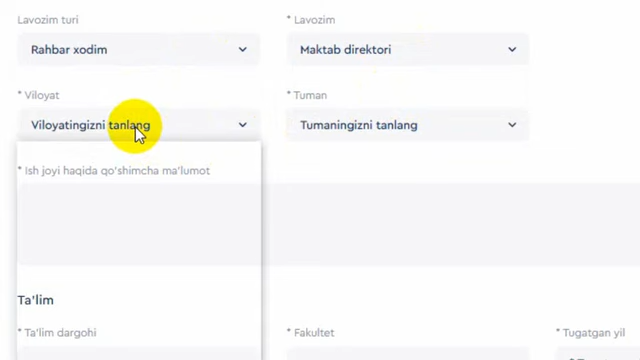 Lavozim turi
* Lavozim
Rahbar xodim
Maktab direktori
* Viloyat
* Tuman
Viloyatingizni tanlang
Tumaningizni tanlang
* Ish joyi haqida qo'shimcha ma'lumot
Ta'lim
* Ta'lim dargohi
* Fakultet
* Tugatgan yil